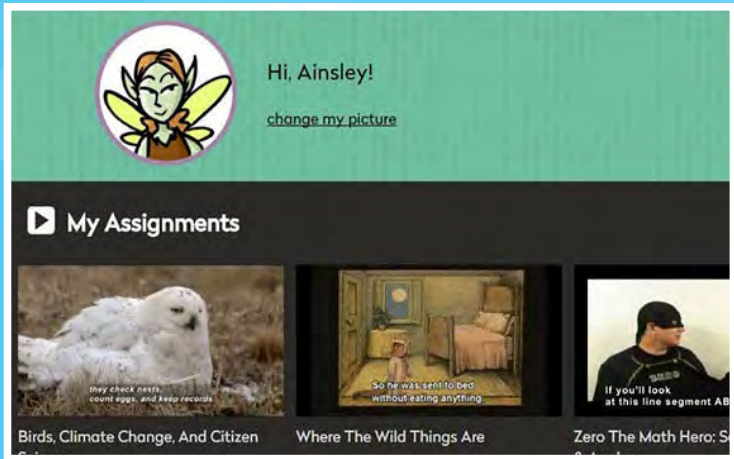 Hi, Ainsley!
change my picture
My Assignments
they check nests,
count eggs, and keep records
So he was sent to bed
without eating anything.
ZERO
If you'll look
at this line segment AB
Birds, Climate Change, And Citizen
Where The Wild Things Are
Zero The Math Hero: